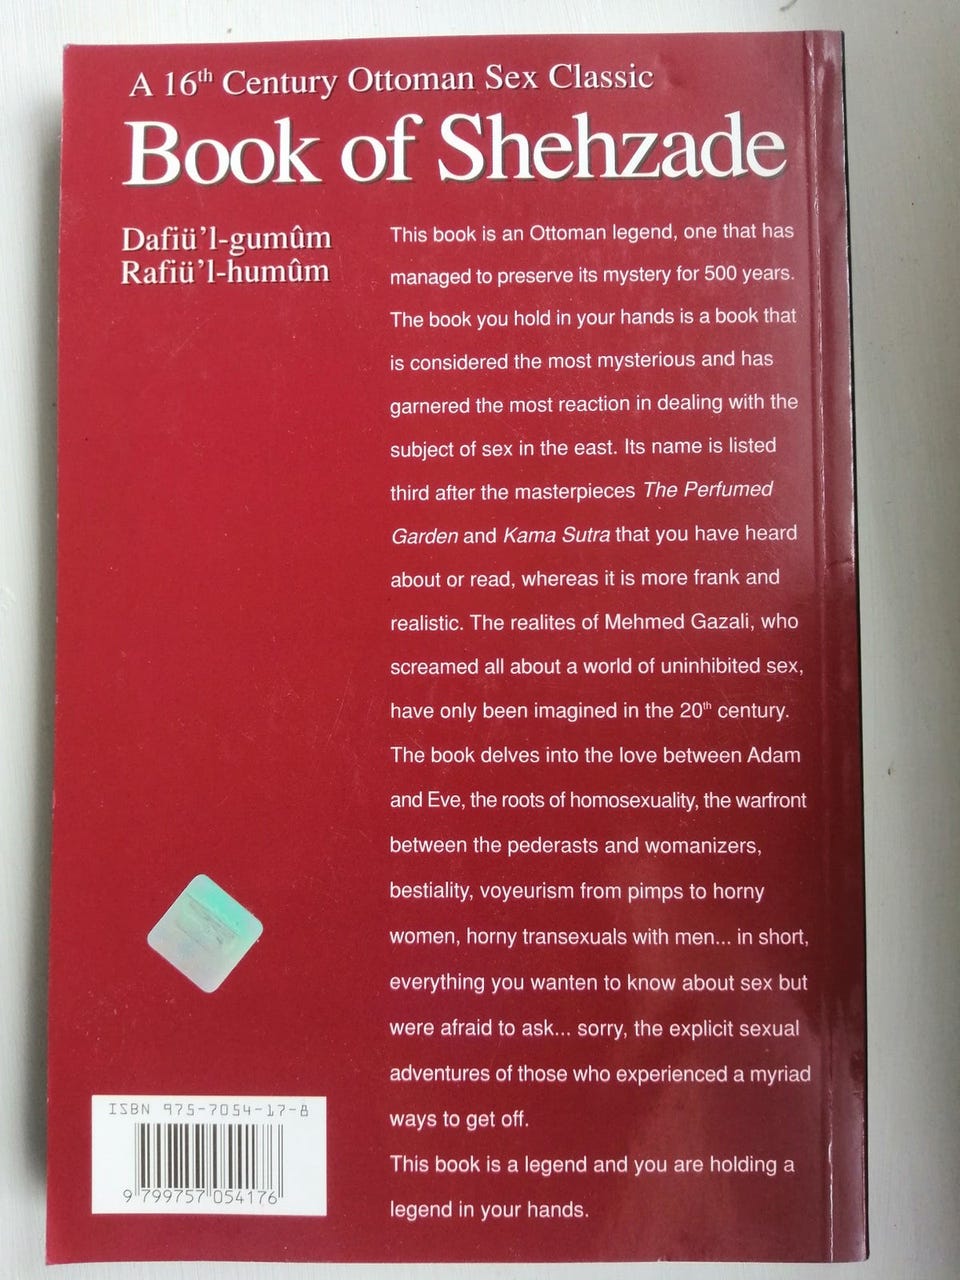 A 16th Century Ottoman Sex Classic
Book of Shehzade
Dafiü'l-gumûm
Rafiü'l-humûm
This book is an Ottoman legend, one that has
managed to preserve its mystery for 500 years.
The book you hold in your hands is a book that
is considered the most mysterious and has
garnered the most reaction in dealing with the
subject of sex in the east. Its name is listed
third after the masterpieces The Perfumed
Garden and Kama Sutra that you have heard
about or read, whereas it is more frank and
realistic. The realites of Mehmed Gazali, who
screamed all about a world of uninhibited sex,
have only been imagined in the 20th century.
The book delves into the love between Adam
and Eve, the roots of homosexuality, the warfront
between the pederasts and womanizers,
bestiality, voyeurism from pimps to horny
women, horny transexuals with men... in short,
everything you wanten to know about sex but
were afraid to ask... sorry, the explicit sexual
adventures of those who experienced a myriad
ways to get off.
This book is a legend and you are holding a
legend in your hands.
ISBN 975-7054-17-8
9 799757 054176